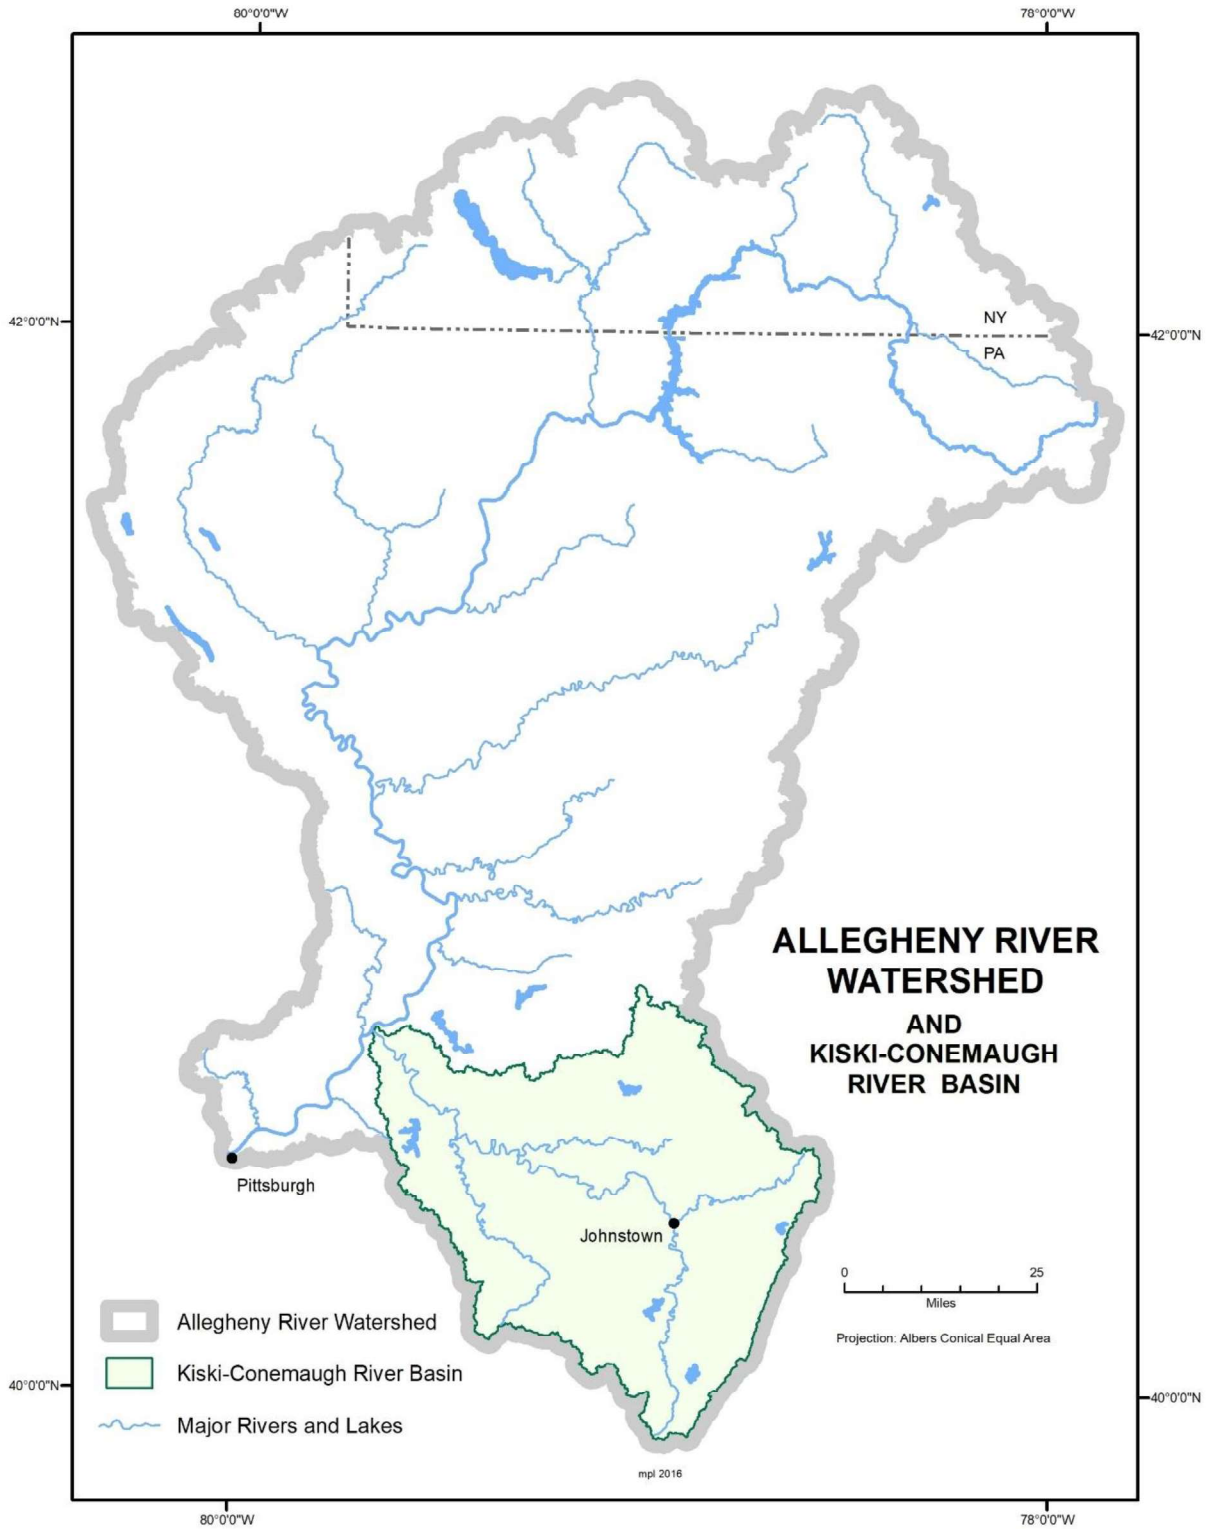 80°0'0"W
78°0'0"W
42°0'0"N
NY
42°0'0"N
PA
ALLEGHENY RIVER
WATERSHED
AND
KISKI-CONEMAUGH
RIVER BASIN
Pittsburgh
Johnstown
0 25
Miles
Projection: Albers Conical Equal Area
Allegheny River Watershed
Kiski-Conemaugh River Basin
Major Rivers and Lakes
40°0'0"N
40°0'0"N
mpl 2016
80°0'0"W
78°0'0"W